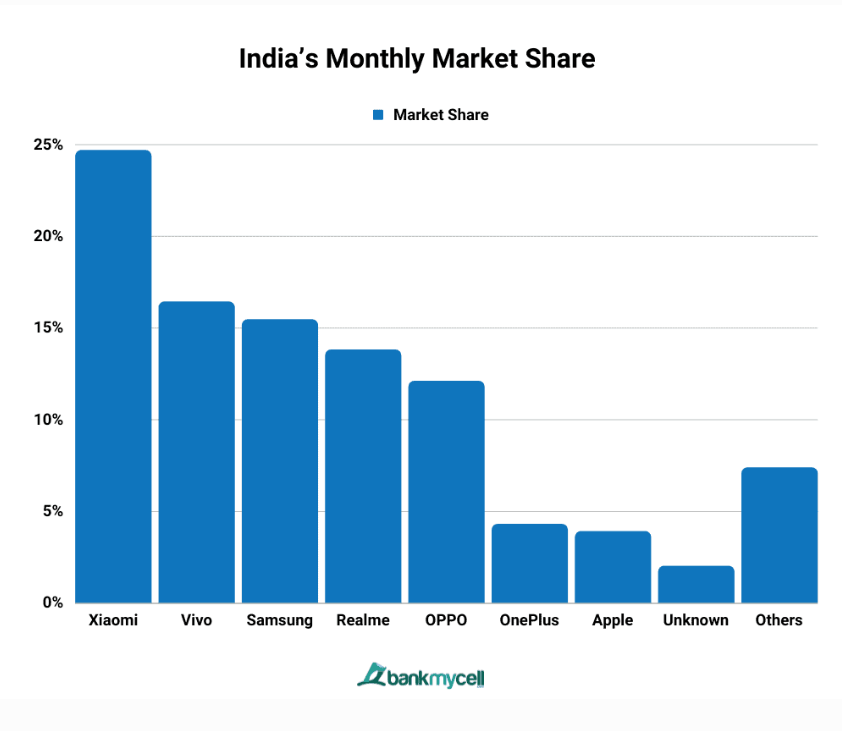 India’s Monthly Market Share
Market Share
25%
20%
15%
10%
5%
0%
Xiaomi Vivo Samsung Realme OPPO OnePlus Apple Unknown Others
bankmycell